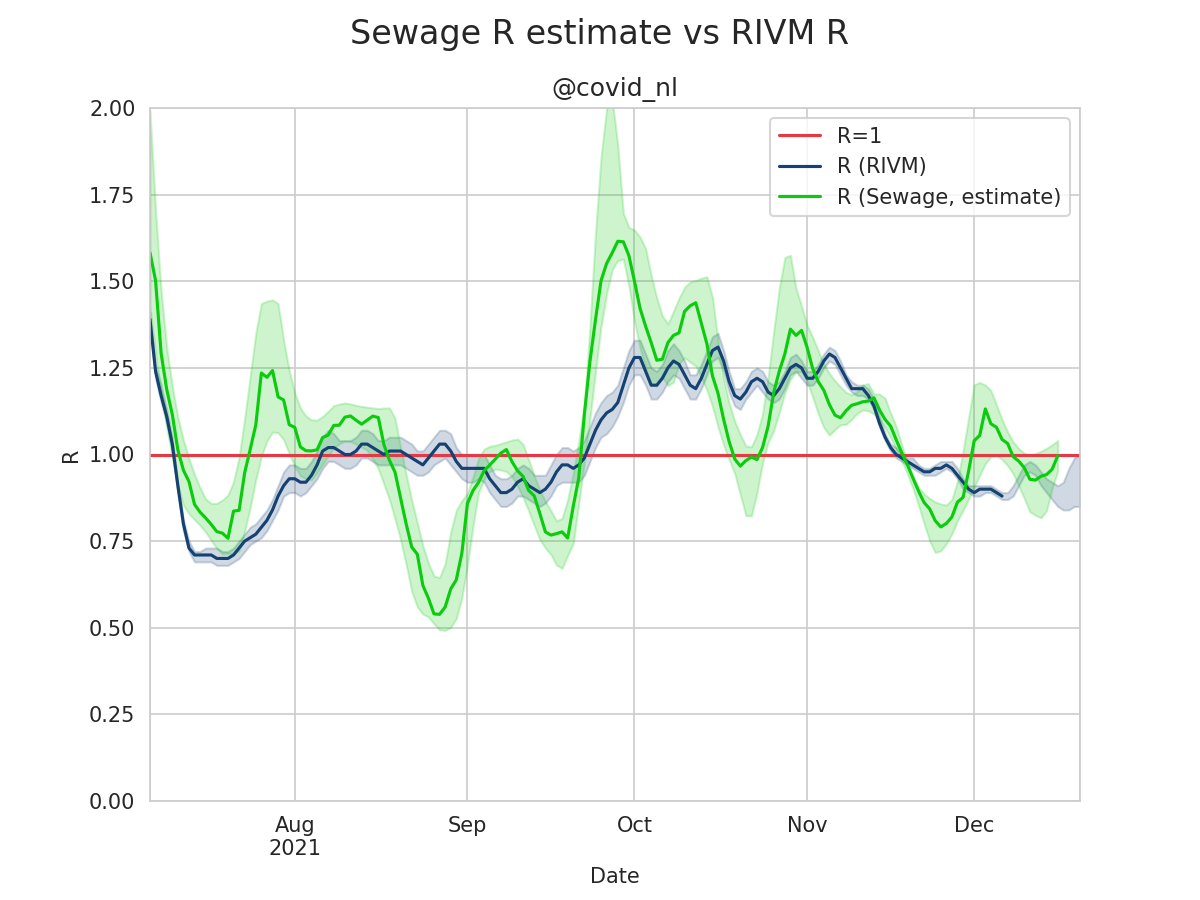 Sewage R estimate vs RIVM R
@covid_nl
2.00
1.75
1.50
1.25
1.00
0.75
0.50
0.25
0.00
R
R=1
R (RIVM)
R (Sewage, estimate)
Aug
2021
Sep
Oct
Nov
Dec
Date